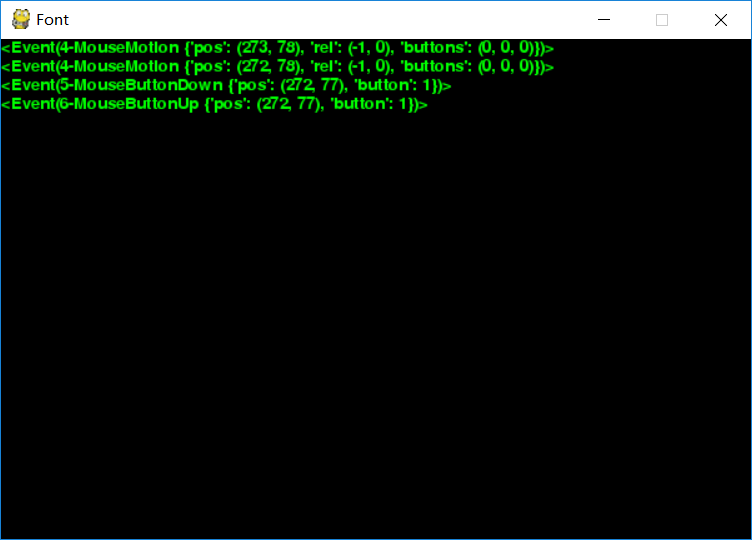 Font
<Event(4-MouseMotion {'pos': (273, 78), 'rel': (-1, 0), 'buttons': (0, 0, 0)})>
<Event(4-MouseMotion {'pos': (272, 78), 'rel': (-1, 0), 'buttons': (0, 0, 0)})>
<Event(5-MouseButtonDown {'pos': (272, 77), 'button': 1})>
<Event(6-MouseButtonUp {'pos': (272, 77), 'button': 1})>